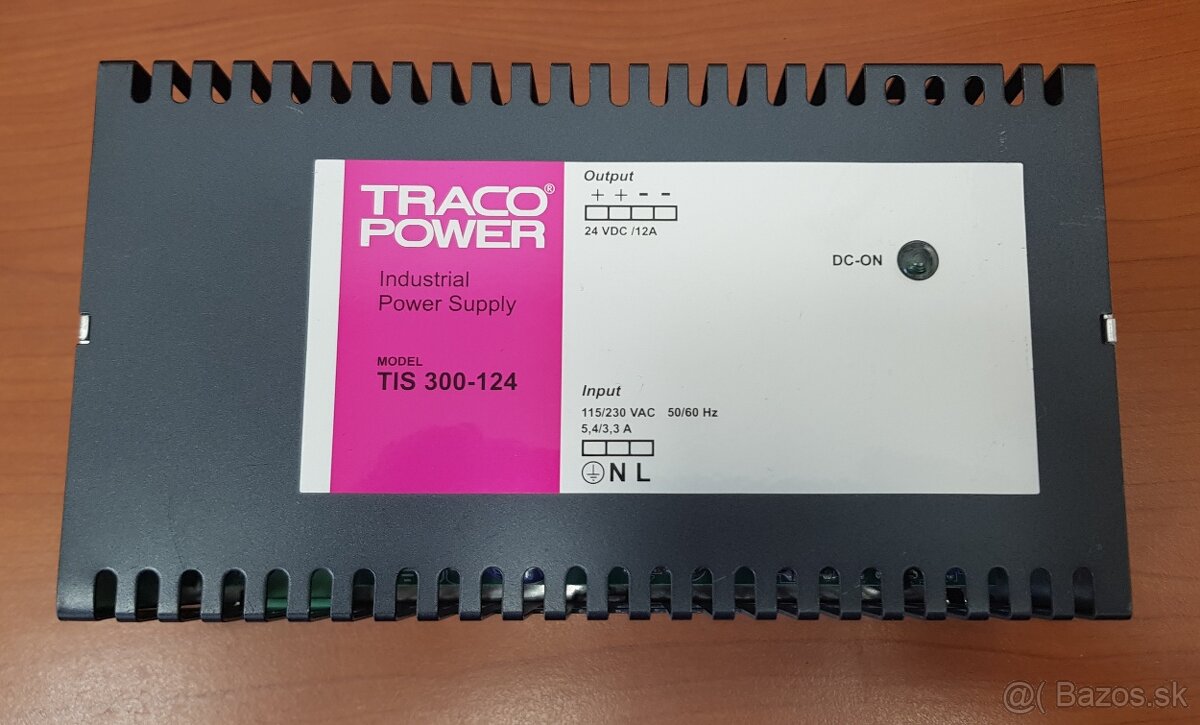 TRACO®
POWER
Industrial
Power Supply
MODEL
TIS 300-124
Output
+ + - -
24 VDC /12A
DC-ON
Input
115/230 VAC 50/60 Hz
5,4/3,3 A
N L
@( Bazos.sk